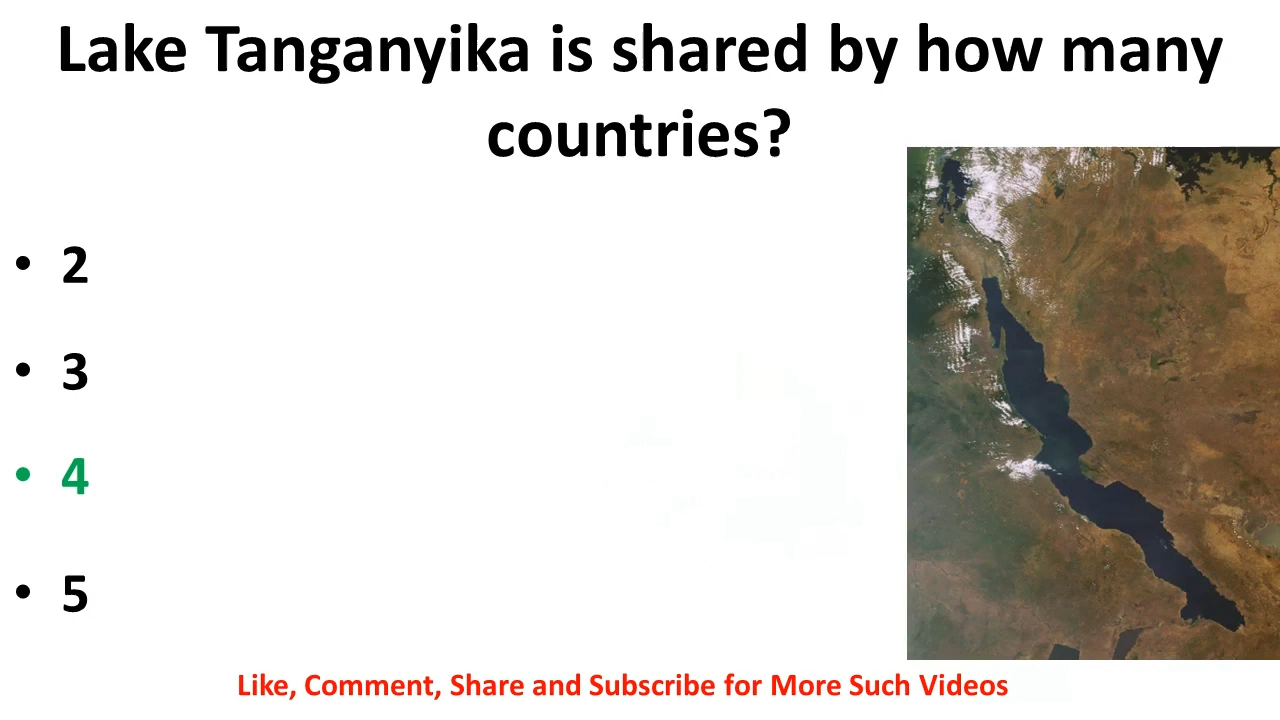 Lake Tanganyika is shared by how many
countries?
• 2
• 3
• 4
• 5
Like, Comment, Share and Subscribe for More Such Videos